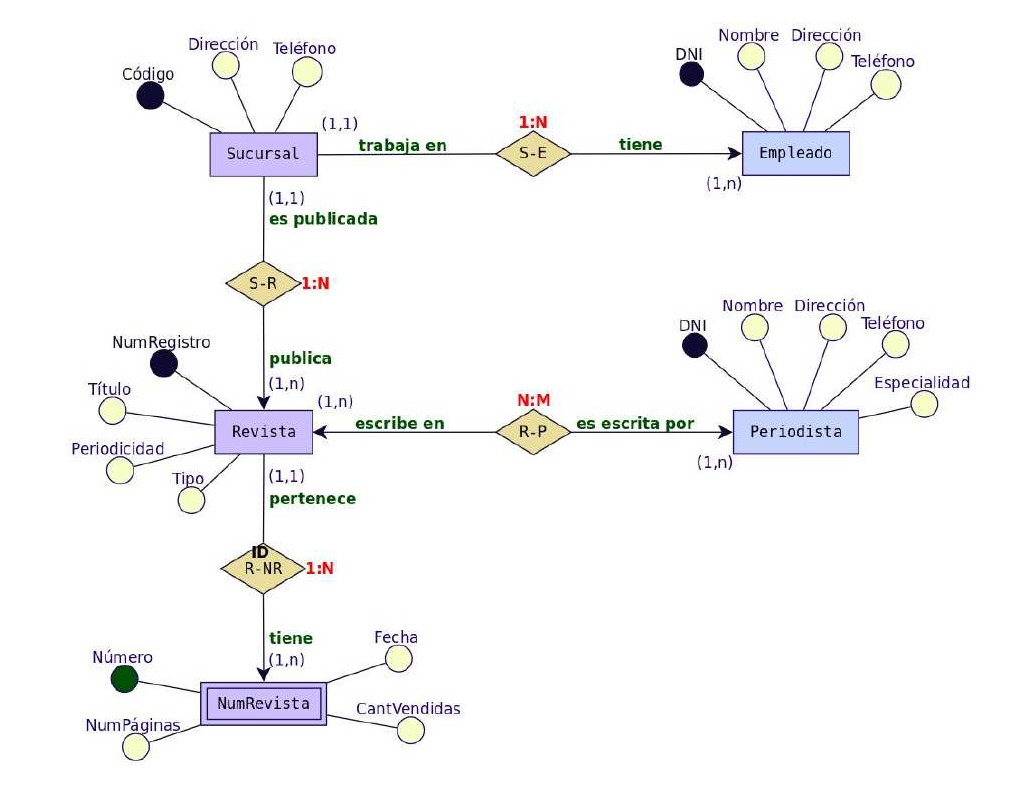 Dirección
Teléfono
Código
Nombre
Dirección
DNI
Teléfono
(1,1)
1:N
trabaja en
tiene
Sucursal
S-E
Empleado
(1,n)
(1,1)
es publicada
S-R
1:N
NumRegistro
publica
(1,n)
Título
(1,n)
Nombre
Dirección
DNI
Teléfono
Especialidad
N:M
escribe en
es escrita por
Revista
R-P
Periodista
Periodicidad
(1,n)
Tipo
(1,1)
pertenece
ID
R-NR
1:N
tiene
Fecha
(1,n)
Número
NumRevista
CantVendidas
NumPáginas